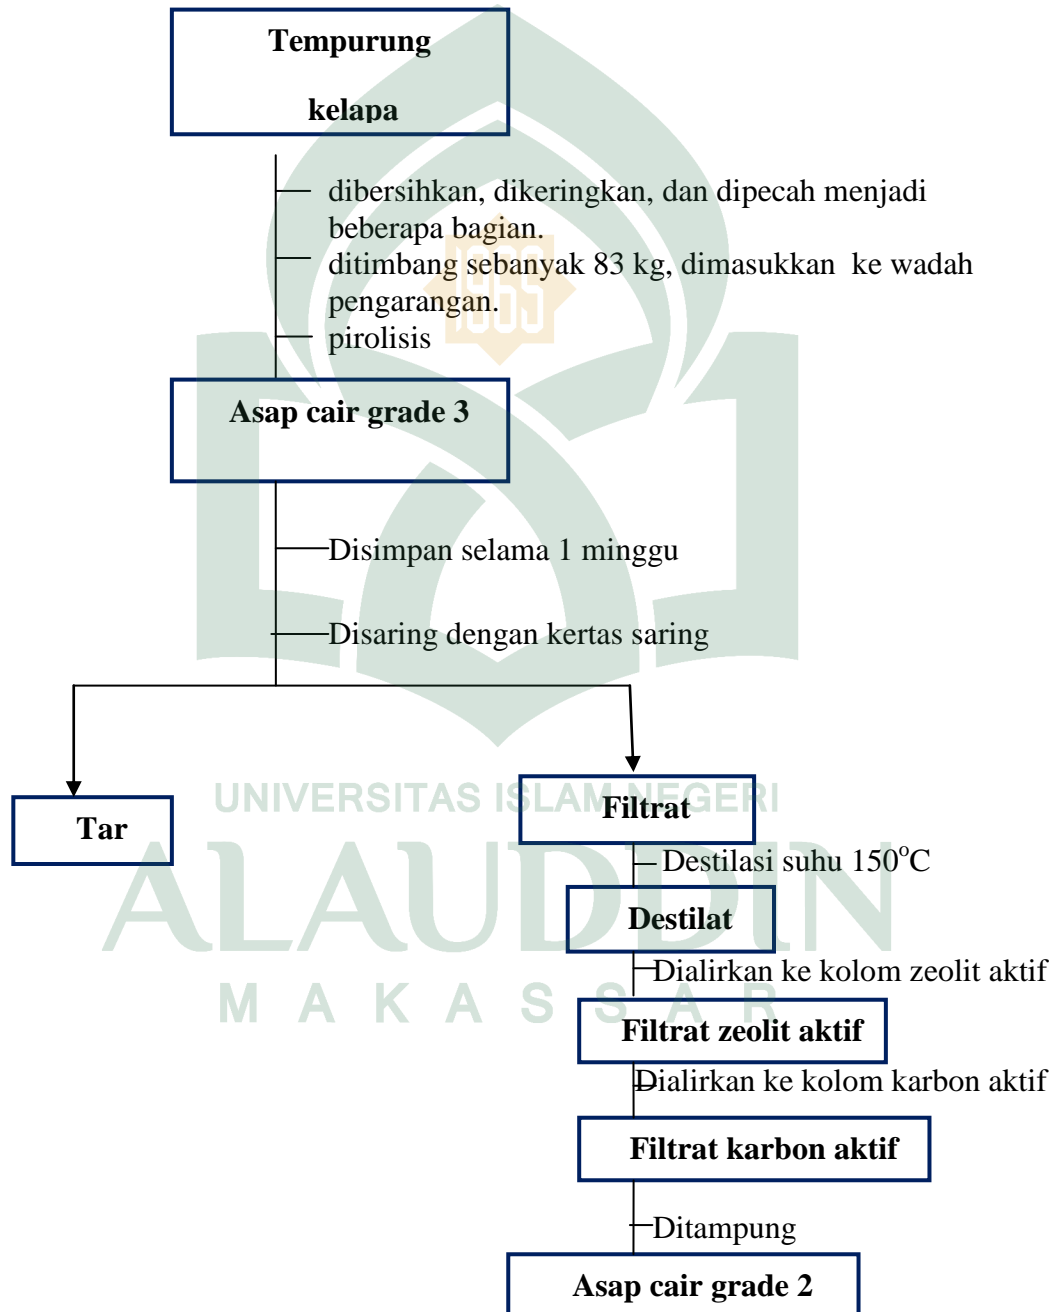 Tempurung
kelapa
dibersihkan, dikeringkan, dan dipecah menjadi
beberapa bagian.
ditimbang sebanyak 83 kg, dimasukkan ke wadah
pengarangan.
pirolisis
1965
Asap cair grade 3
Disimpan selama 1 minggu
Disaring dengan kertas saring
UNIVERSITAS ISLAM NEGERI
Tar
Filtrat
Destilasi suhu 150°C
ALAUDDIN
Destilat
Dialirkan ke kolom zeolit aktif
MAKASSAR
Filtrat zeolit aktif
Dialirkan ke kolom karbon aktif
Filtrat karbon aktif
Ditampung
Asap cair grade 2